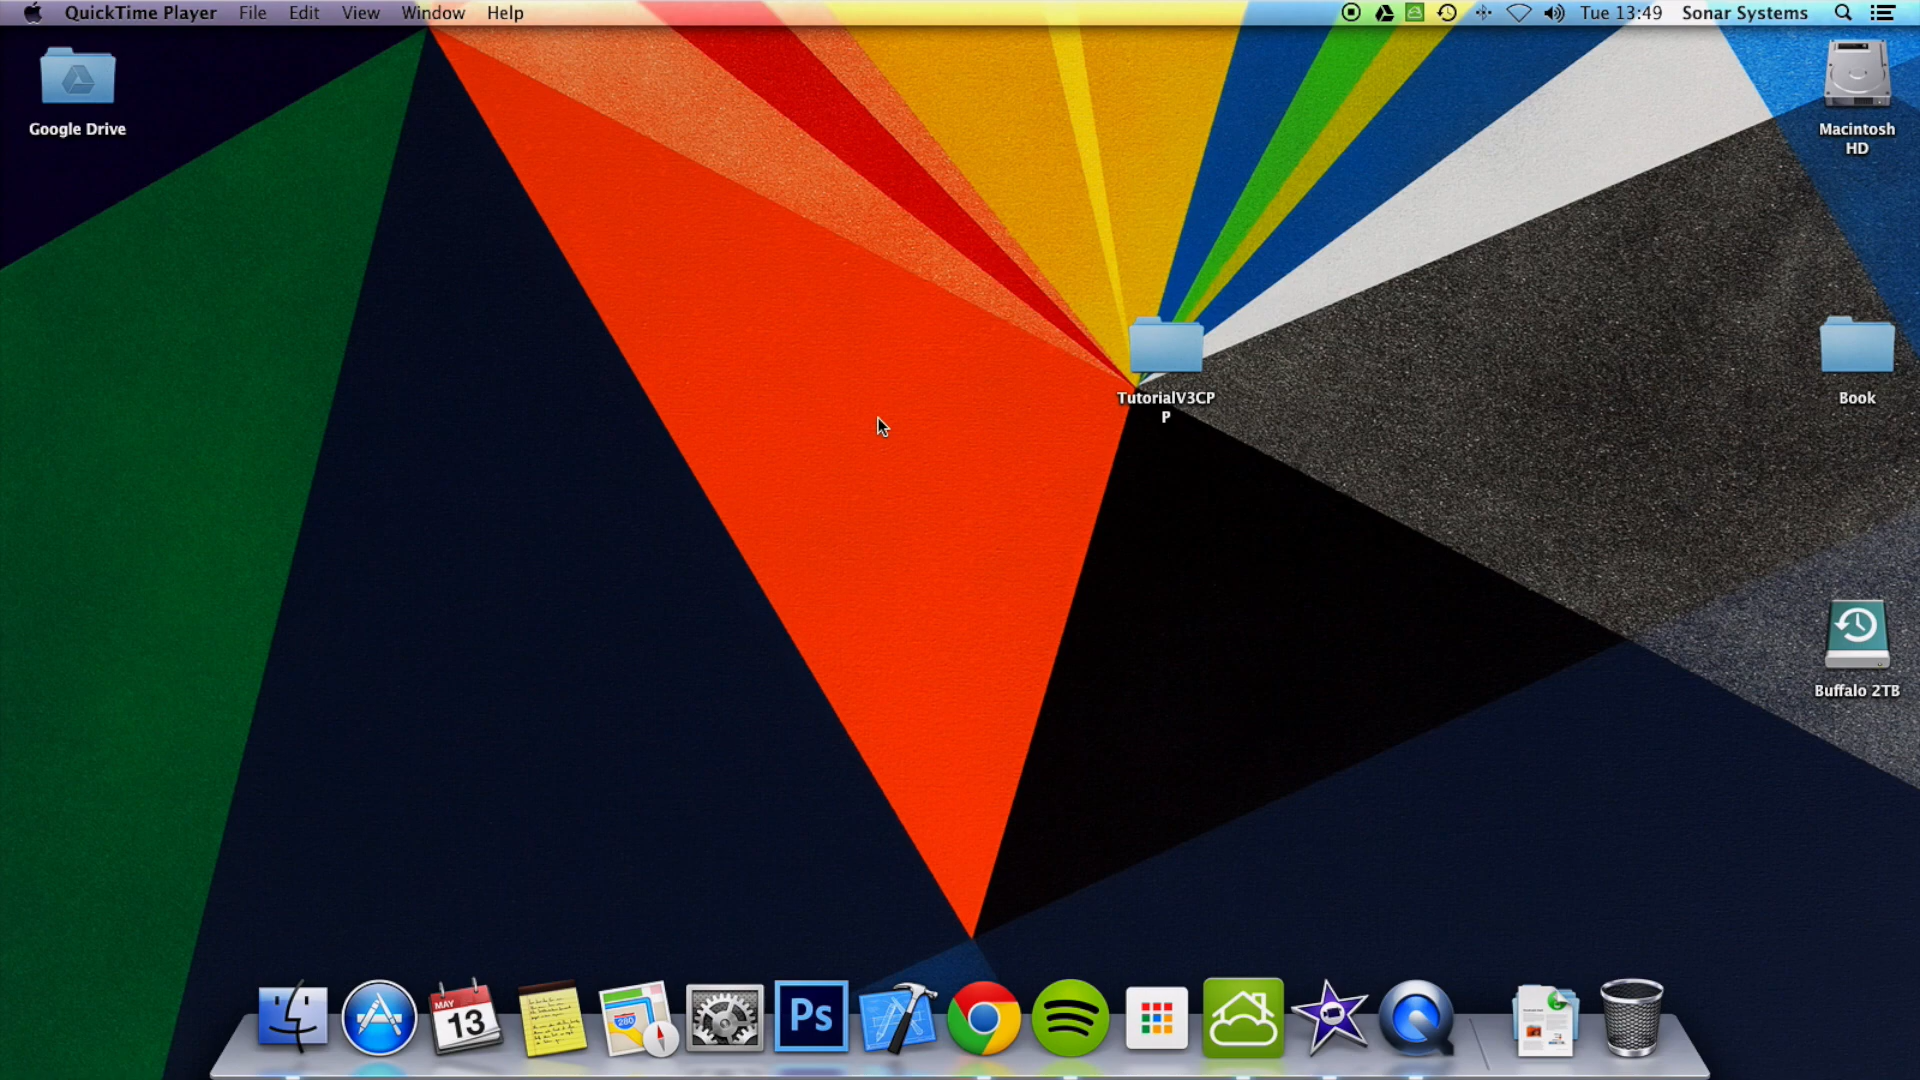 QuickTime Player File Edit View Window Help Tue 13:49 Sonar Systems
Google Drive
Macintosh
HD
TutorialV3CP
P
Book
Buffalo 2TB
MAY
13
280
Ps